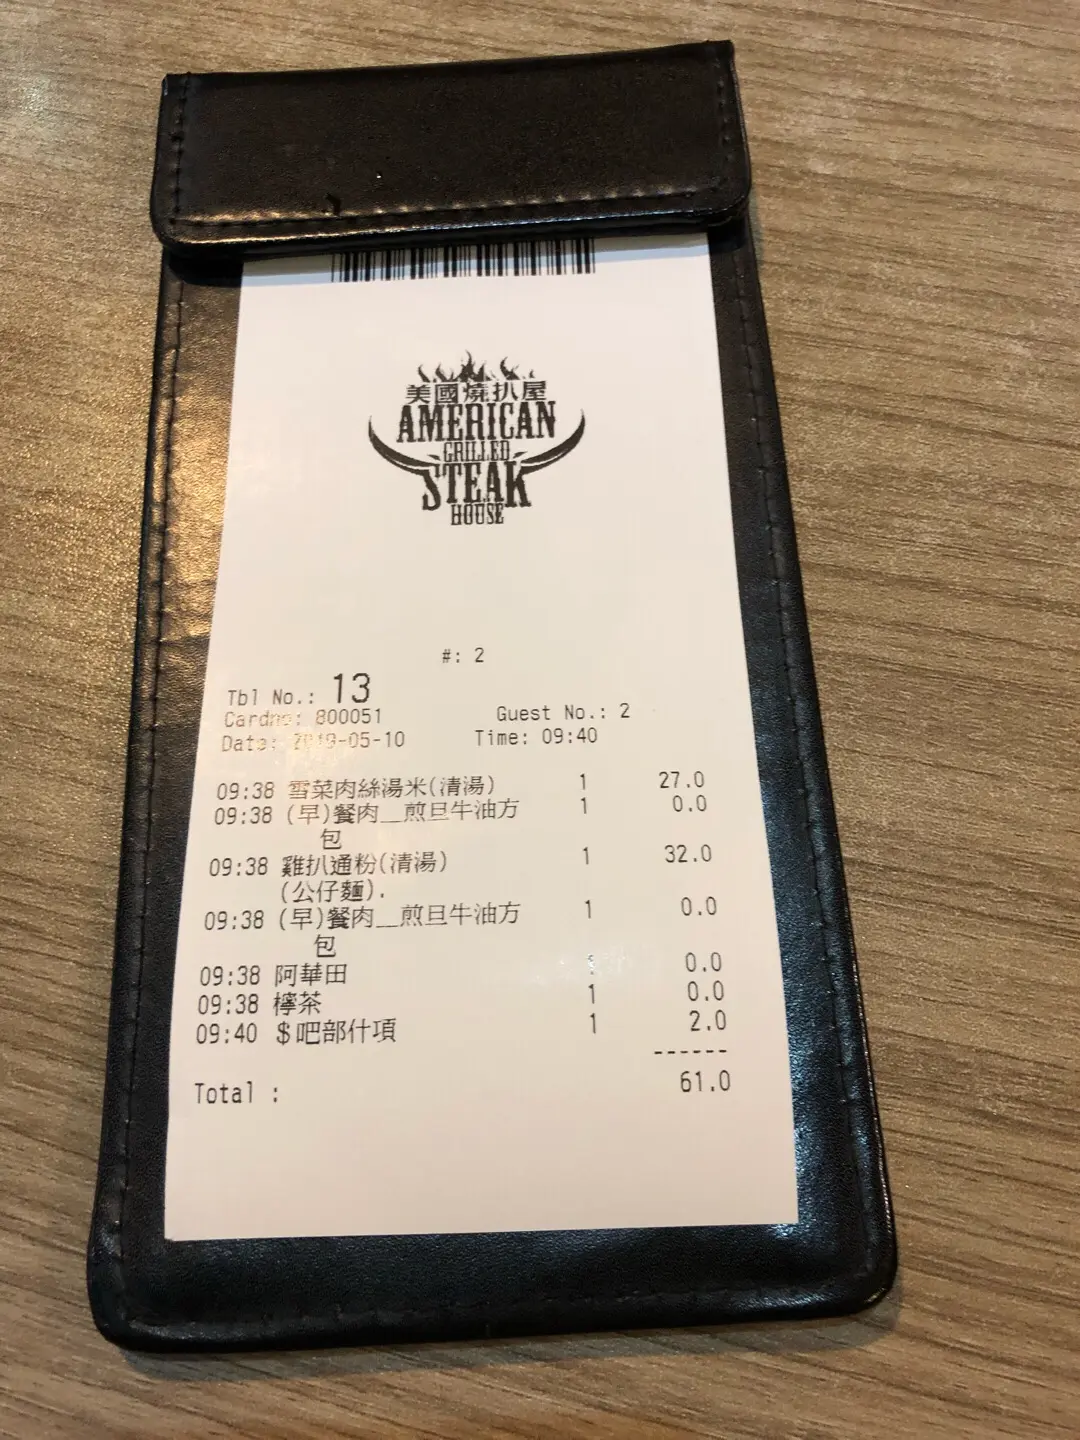 美國燒扒屋
AMERICAN
GRILLED
STEAK
HOUSE
#: 2
Tbl No.: 13
Cardno: 800051 Guest No.: 2
Date: 2019-05-10 Time: 09:40
09:38 雪菜肉絲湯米(清湯) 1 27.0
09:38 (早)餐肉__煎旦牛油方 1 0.0
包
09:38 雞扒通粉(清湯) 1 32.0
(公仔麵).
09:38 (早)餐肉__煎旦牛油方 1 0.0
包
09:38 阿華田 1 0.0
09:38 檸茶 1 0.0
09:40 $吧部什項 1 2.0
------
Total : 61.0